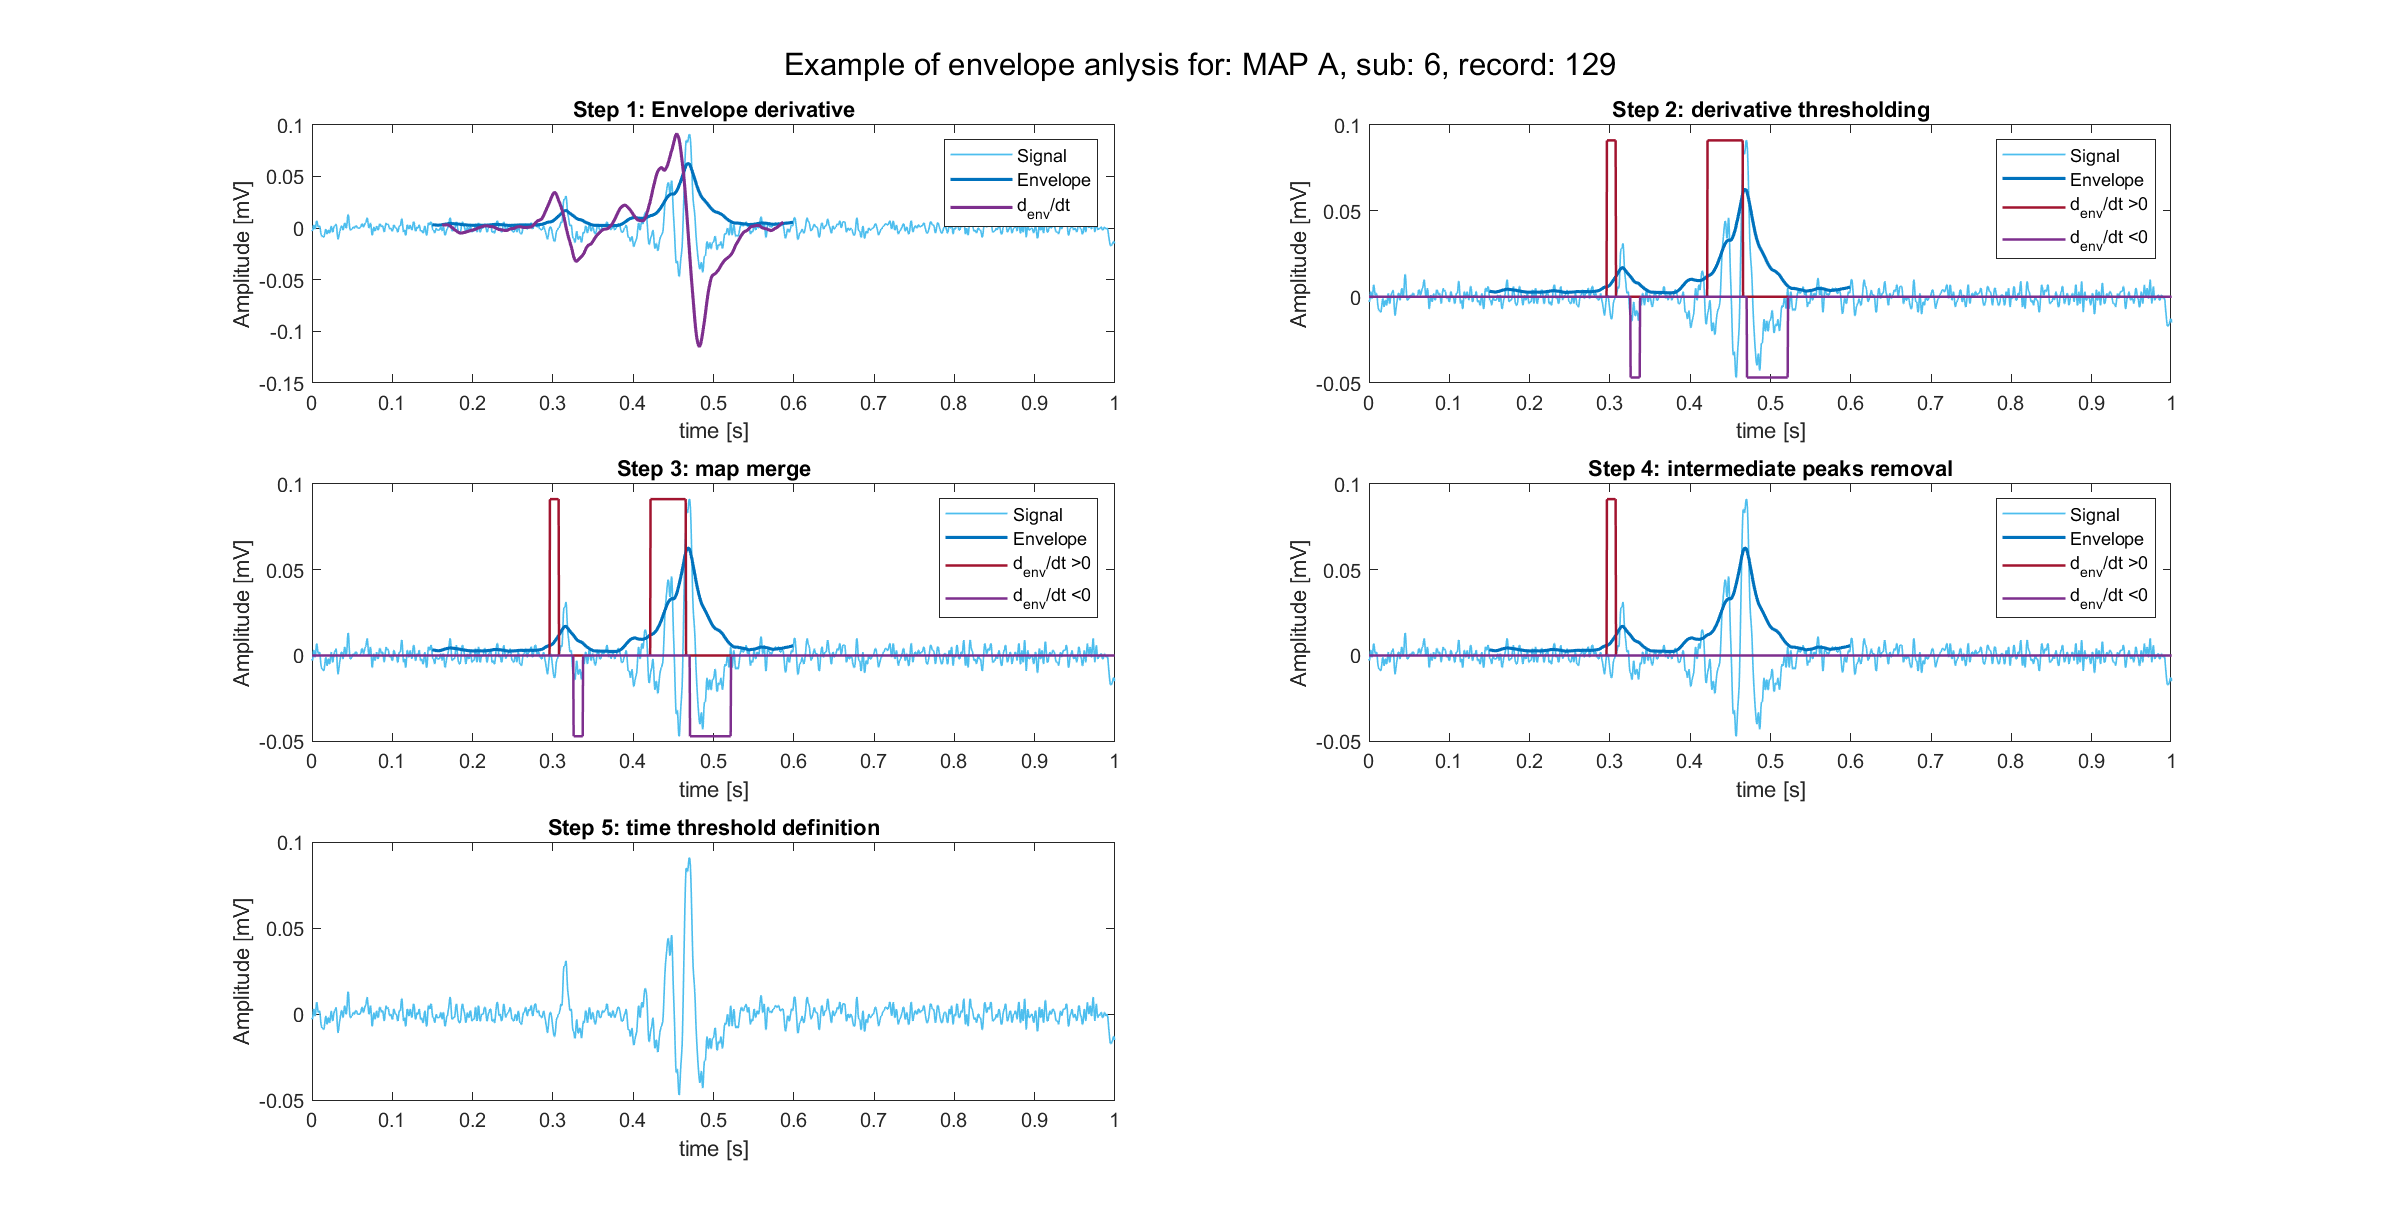 Example of envelope anlysis for: MAP A, sub: 6, record: 129
Step 1: Envelope derivative
Amplitude [mV]
0.1
0.05
0
-0.05
-0.1
-0.15
Signal
Envelope
d_env/dt
0 0.1 0.2 0.3 0.4 0.5 0.6 0.7 0.8 0.9 1
time [s]
Step 2: derivative thresholding
Amplitude [mV]
0.1
0.05
0
-0.05
Signal
Envelope
d_env/dt >0
d_env/dt <0
0 0.1 0.2 0.3 0.4 0.5 0.6 0.7 0.8 0.9 1
time [s]
Step 3: map merge
Amplitude [mV]
0.1
0.05
0
-0.05
Signal
Envelope
d_env/dt >0
d_env/dt <0
0 0.1 0.2 0.3 0.4 0.5 0.6 0.7 0.8 0.9 1
time [s]
Step 4: intermediate peaks removal
Amplitude [mV]
0.1
0.05
0
-0.05
Signal
Envelope
d_env/dt >0
d_env/dt <0
0 0.1 0.2 0.3 0.4 0.5 0.6 0.7 0.8 0.9 1
time [s]
Step 5: time threshold definition
Amplitude [mV]
0.1
0.05
0
-0.05
0 0.1 0.2 0.3 0.4 0.5 0.6 0.7 0.8 0.9 1
time [s]